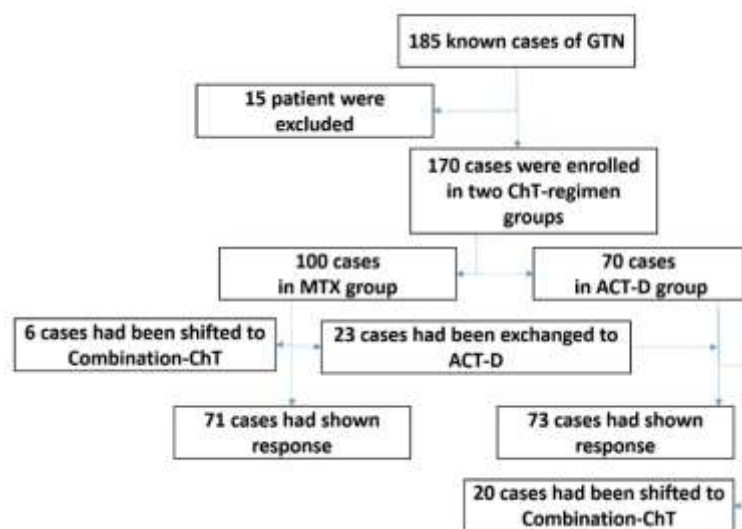 185 known cases of GTN
15 patient were
excluded
170 cases were enrolled
in two ChT-regimen
groups
100 cases
in MTX group
70 cases
in ACT-D group
6 cases had been shifted to
Combination-ChT
23 cases had been exchanged to
ACT-D
71 cases had shown
response
73 cases had shown
response
20 cases had been shifted to
Combination-ChT